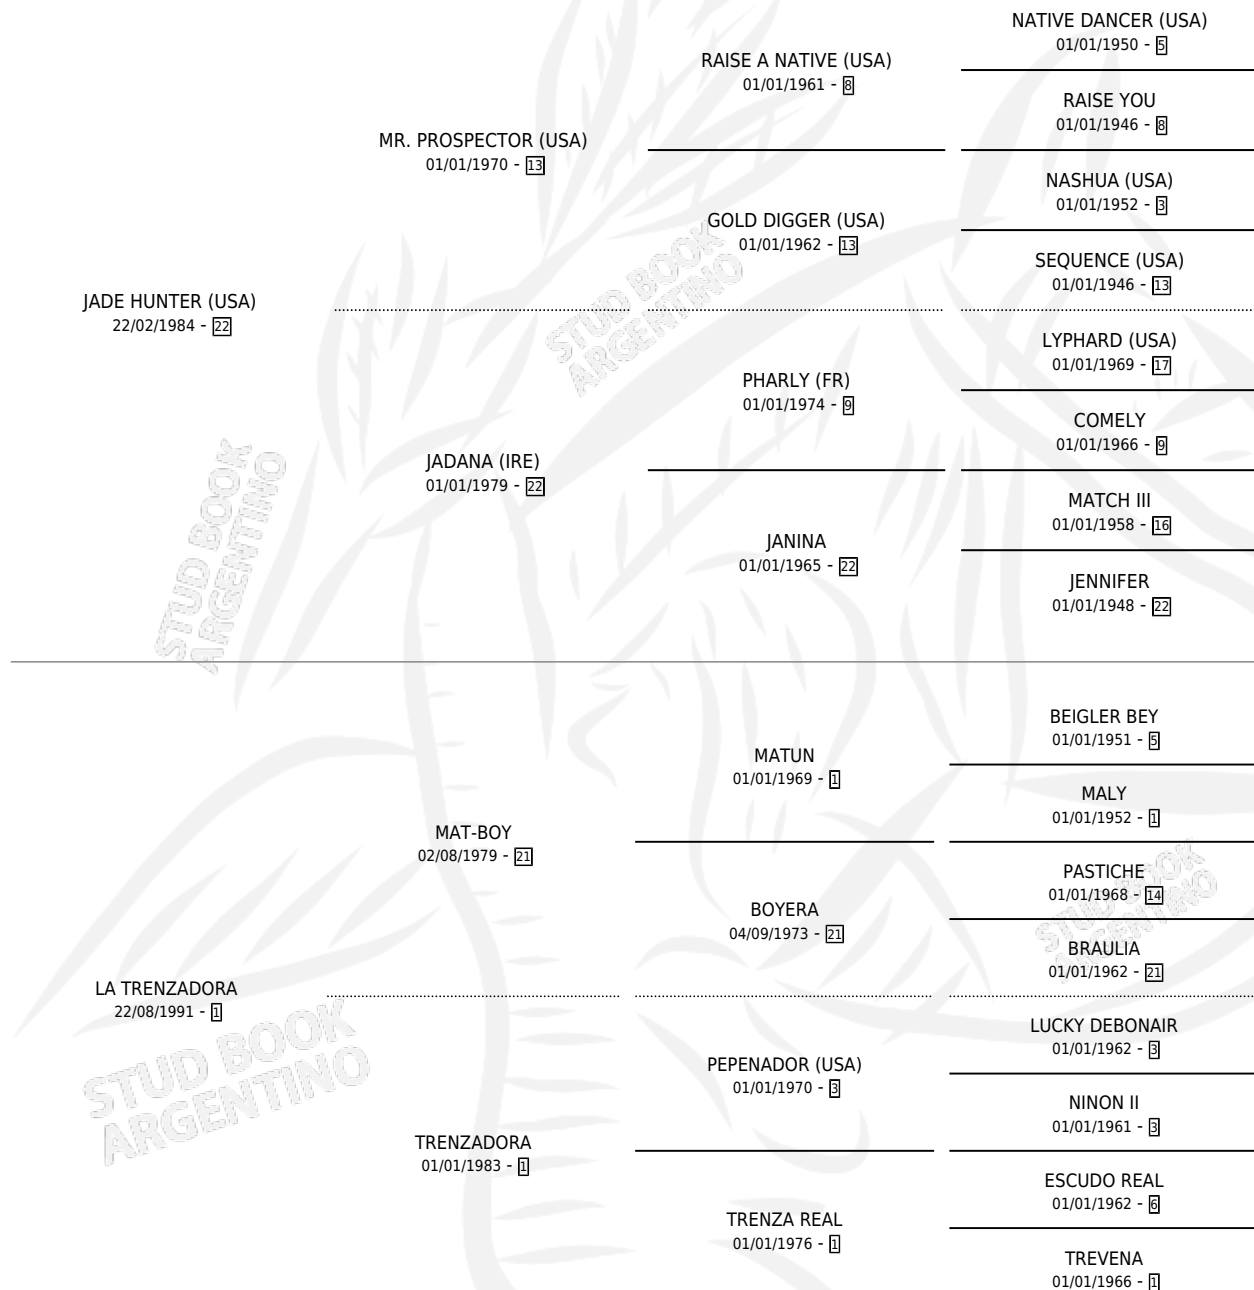 NATIVE DANCER (USA)
01/01/1950 - 5
RAISE A NATIVE (USA)
01/01/1961 - 8
RAISE YOU
01/01/1946 - 8
MR. PROSPECTOR (USA)
01/01/1970 - 13
NASHUA (USA)
01/01/1952 - 3
GOLD DIGGER (USA)
01/01/1962 - 13
SEQUENCE (USA)
01/01/1946 - 13
JADE HUNTER (USA)
22/02/1984 - 22
STUD BOOK
ARGENTINO
LYPHARD (USA)
01/01/1969 - 17
PHARLY (FR)
01/01/1974 - 9
COMELY
01/01/1966 - 9
JADANA (IRE)
01/01/1979 - 22
MATCH III
01/01/1958 - 16
JANINA
01/01/1965 - 22
JENNIFER
01/01/1948 - 22
STUD BOOK
ARGENTINO
BEIGLER BEY
01/01/1951 - 5
MATUN
01/01/1969 - 1
MALY
01/01/1952 - 1
MAT-BOY
02/08/1979 - 21
PASTICHE
01/01/1968 - 14
BOYERA
04/09/1973 - 21
BRAULIA
01/01/1962 - 21
STUD BOOK
ARGENTINO
LA TRENZADORA
22/08/1991 - 1
LUCKY DEBONAIR
01/01/1962 - 3
PEPENADOR (USA)
01/01/1970 - 3
NINON II
01/01/1961 - 3
TRENZADORA
01/01/1983 - 1
ESCUDO REAL
01/01/1962 - 6
TRENZA REAL
01/01/1976 - 1
TREVENA
01/01/1966 - 1
STUD BOOK
ARGENTINO